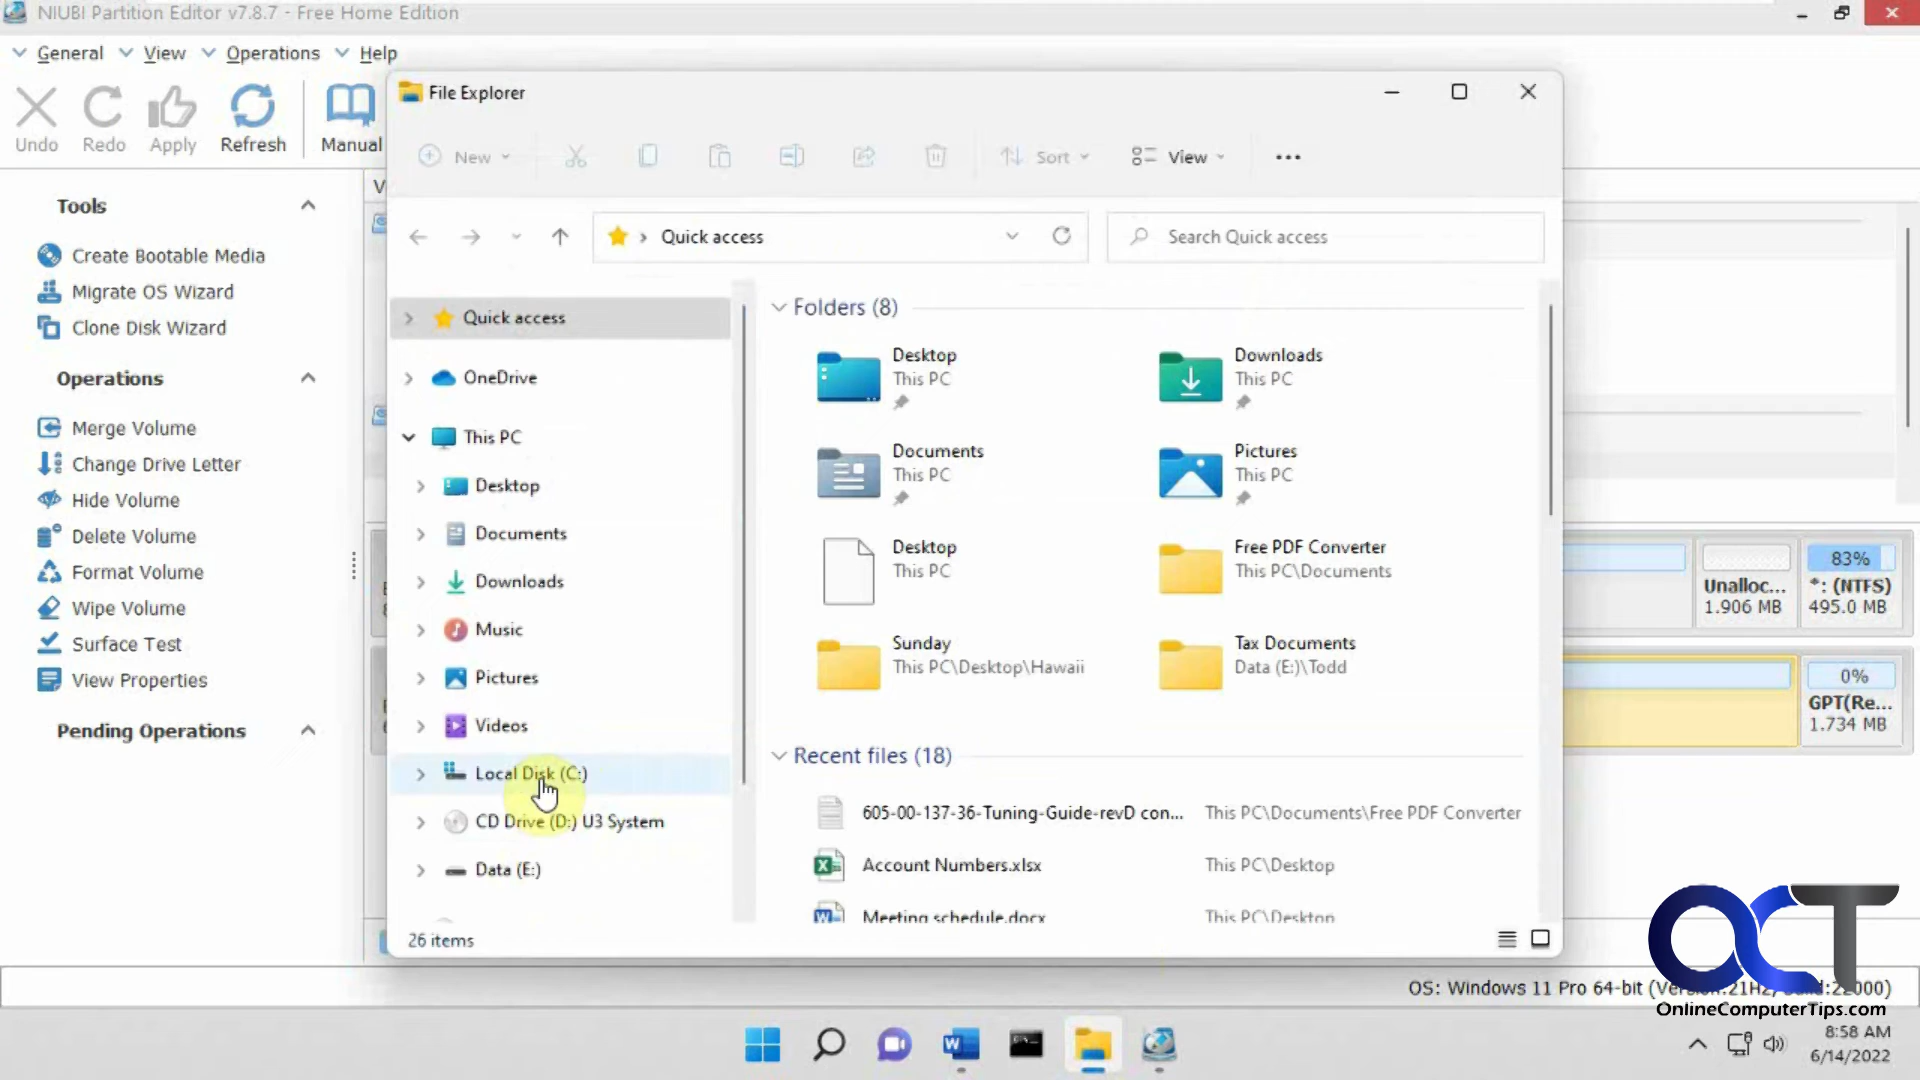 NIUBI Partition Editor v7.8.7 - Free Home Edition
General View Operations Help
Undo Redo Apply Refresh Manual
File Explorer
New Sort View
Quick access
Search Quick access
Tools
Create Bootable Media
Migrate OS Wizard
Clone Disk Wizard
Operations
Merge Volume
Change Drive Letter
Hide Volume
Delete Volume
Format Volume
Wipe Volume
Surface Test
View Properties
Pending Operations
Quick access
OneDrive
This PC
Desktop
Documents
Downloads
Music
Pictures
Videos
Local Disk (C:)
CD Drive (D:) U3 System
Data (E:)
26 items
Folders (8)
Desktop
This PC
Downloads
This PC
Documents
This PC
Pictures
This PC
Desktop
This PC
Free PDF Converter
This PC\Documents
Sunday
This PC\Desktop\Hawaii
Tax Documents
Data (E:)\Todd
Recent files (18)
605-00-137-36-Tuning-Guide-revD con... This PC\Documents\Free PDF Converter
Account Numbers.xlsx This PC\Desktop
Meeting schedule.docx This PC\Desktop
Unalloc...
1.906 MB
83%
*: (NTFS)
495.0 MB
0%
GPT(Re...
1.734 MB
OS: Windows 11 Pro 64-bit
OCT
OnlineComputerTips.com
8:58 AM
6/14/2022